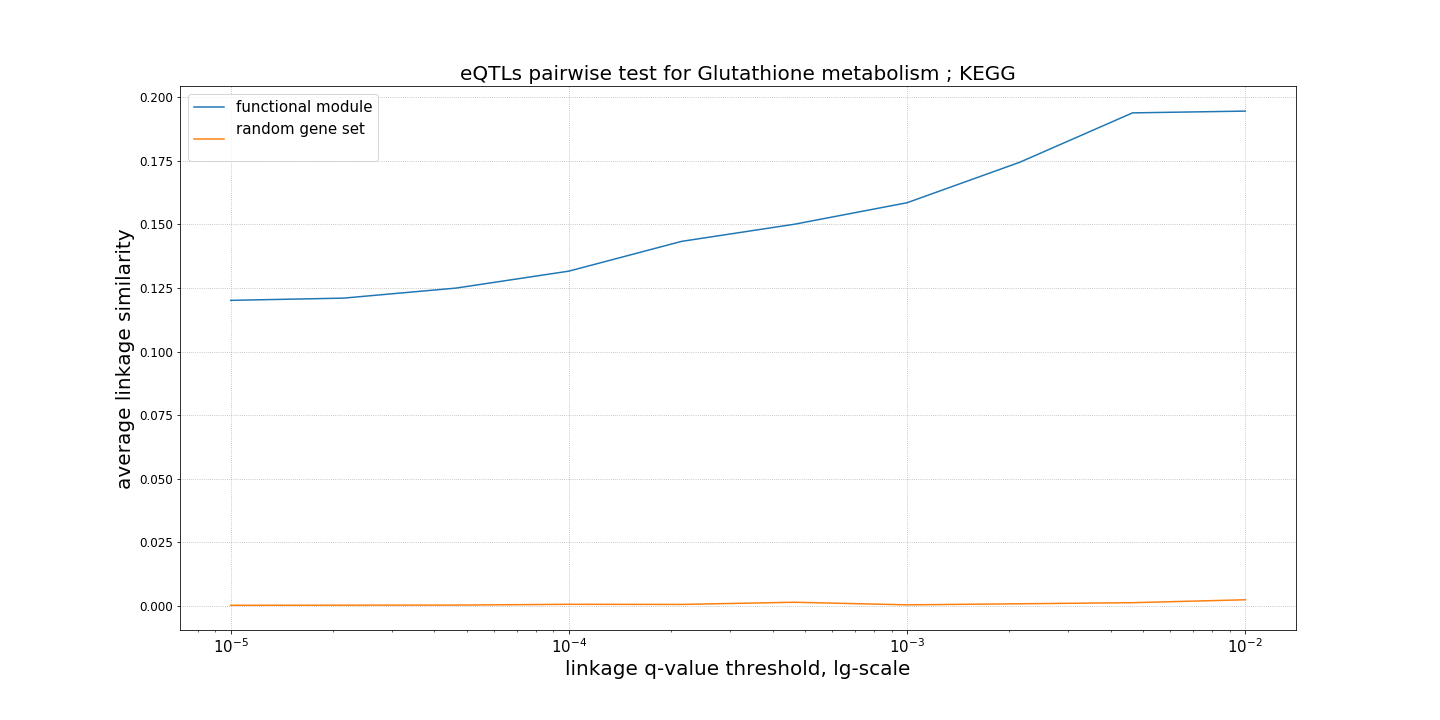 eQTLs pairwise test for Glutathione metabolism ; KEGG
functional module
random gene set
average linkage similarity
0.200
0.175
0.150
0.125
0.100
0.075
0.050
0.025
0.000
10⁻⁵ 10⁻⁴ 10⁻³ 10⁻²
linkage q-value threshold, lg-scale